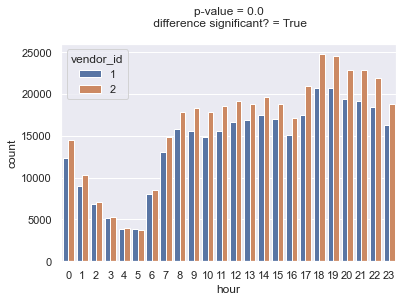 p-value = 0.0
difference significant? = True
25000
20000
15000
10000
5000
0
count
vendor_id
1
2
0 1 2 3 4 5 6 7 8 9 10 11 12 13 14 15 16 17 18 19 20 21 22 23
hour